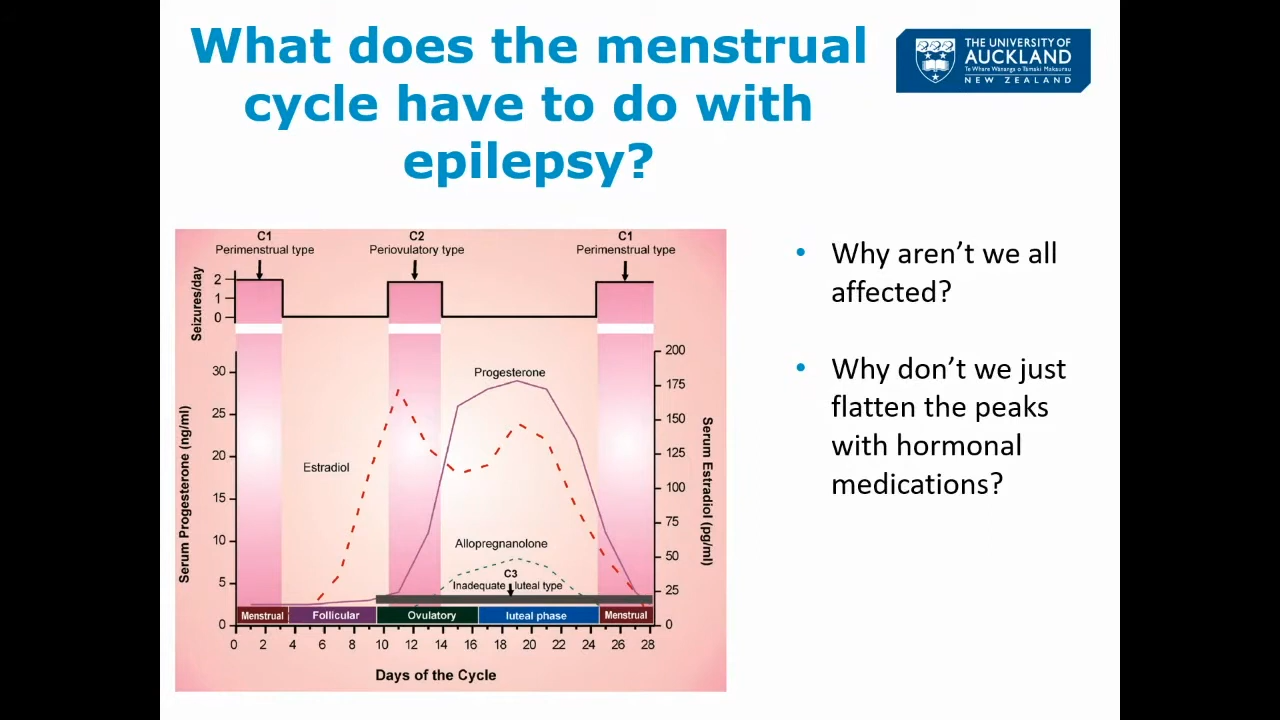 What does the menstrual
cycle have to do with
epilepsy?
THE UNIVERSITY OF
AUCKLAND
Te Whare Wānanga o Tāmaki Makaurau
NEW ZEALAND
C1
Perimenstrual type
C2
Periovulatory type
C1
Perimenstrual type
Seizures/day
2
1
0
Serum Progesterone (ng/ml)
30
25
20
15
10
5
0
Progesterone
Estradiol
Allopregnanolone
C3
Inadequate luteal type
200
175
150
125
100
75
50
25
0
Serum Estradiol (pg/ml)
Menstrual Follicular Ovulatory luteal phase Menstrual
0 2 4 6 8 10 12 14 16 18 20 22 24 26 28
Days of the Cycle
• Why aren’t we all
affected?
• Why don’t we just
flatten the peaks
with hormonal
medications?